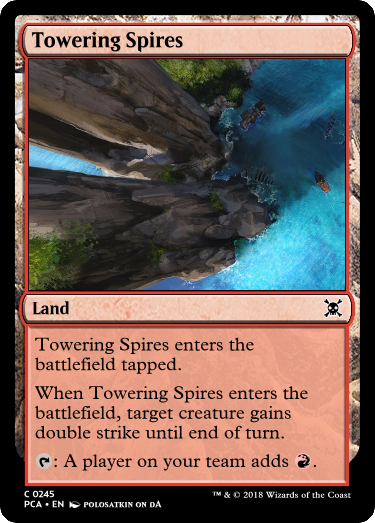 Towering Spires
Land
Towering Spires enters the
battlefield tapped.
When Towering Spires enters the
battlefield, target creature gains
double strike until end of turn.
: A player on your team adds .
C 0245
PCA • EN POLOSATKIN ON DA
™ & © 2018 Wizards of the Coast